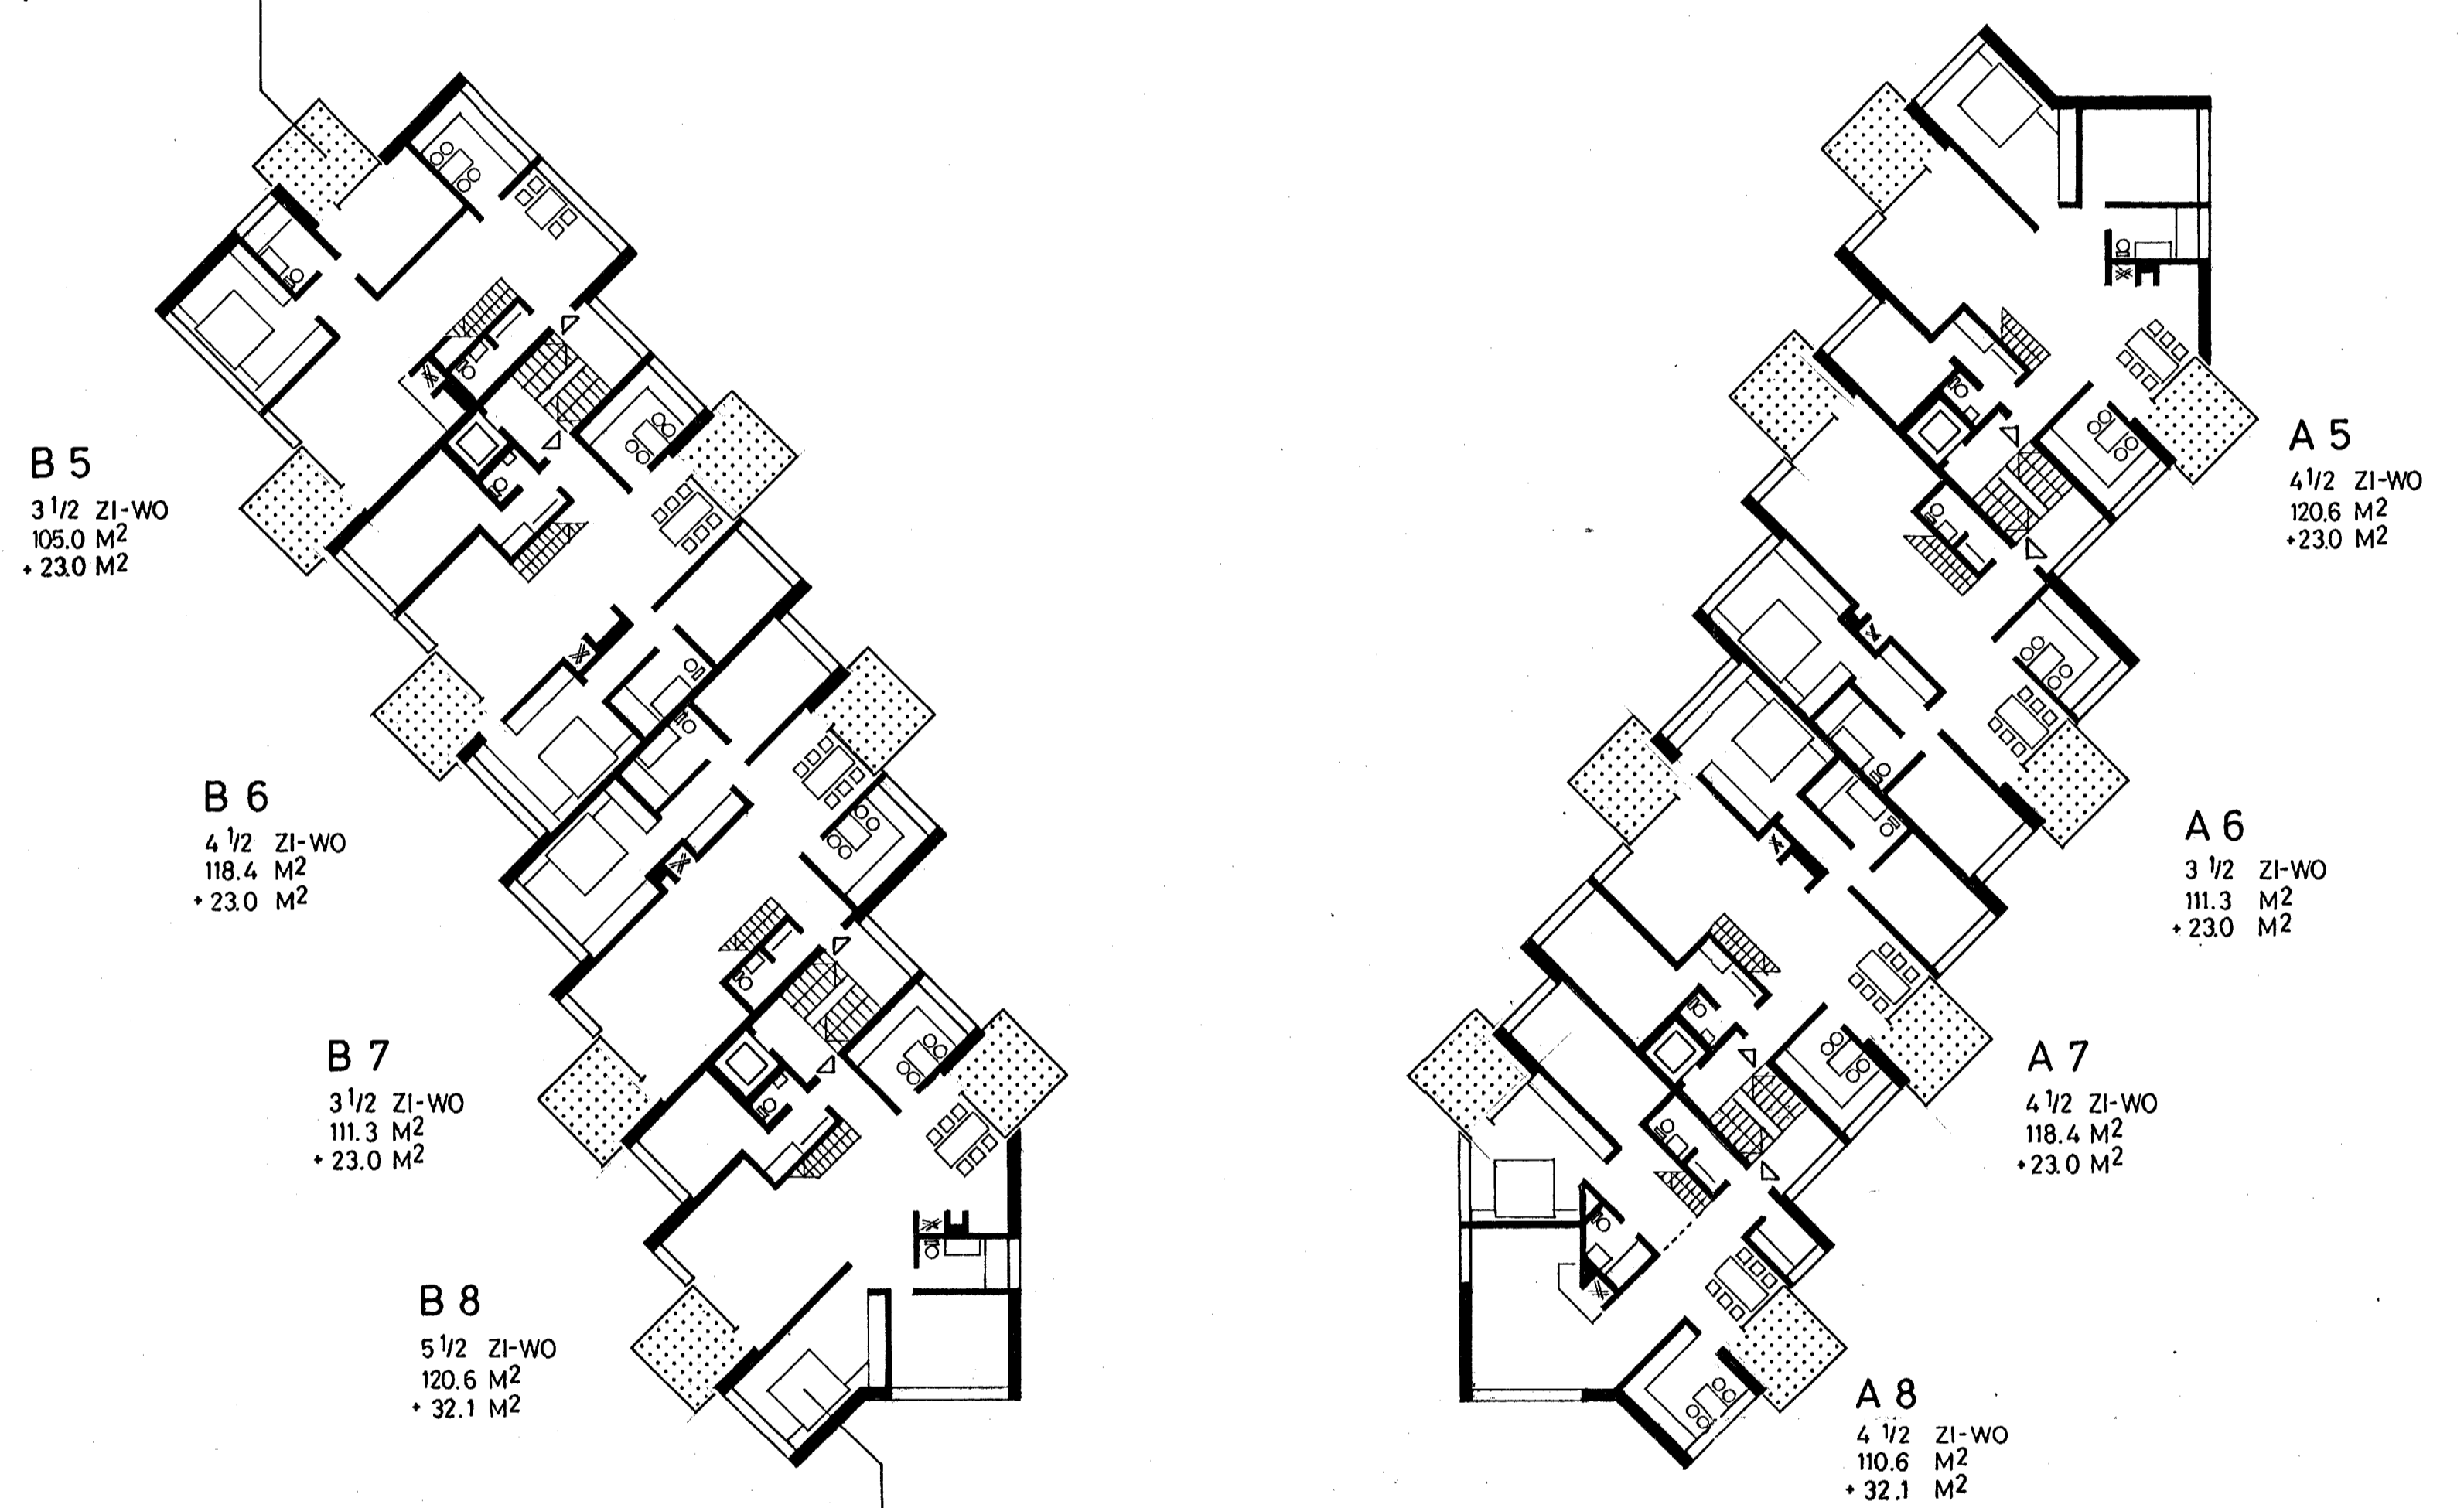 B 5
3 1/2 ZI-WO
105.0 M2
+ 23.0 M2
B 6
4 1/2 ZI-WO
118.4 M2
+ 23.0 M2
B 7
3 1/2 ZI-WO
111.3 M2
+ 23.0 M2
B 8
5 1/2 ZI-WO
120.6 M2
+ 32.1 M2
A 5
4 1/2 ZI-WO
120.6 M2
+23.0 M2
A 6
3 1/2 ZI-WO
111.3 M2
+ 23.0 M2
A 7
4 1/2 ZI-WO
118.4 M2
+23.0 M2
A 8
4 1/2 ZI-WO
110.6 M2
+ 32.1 M2